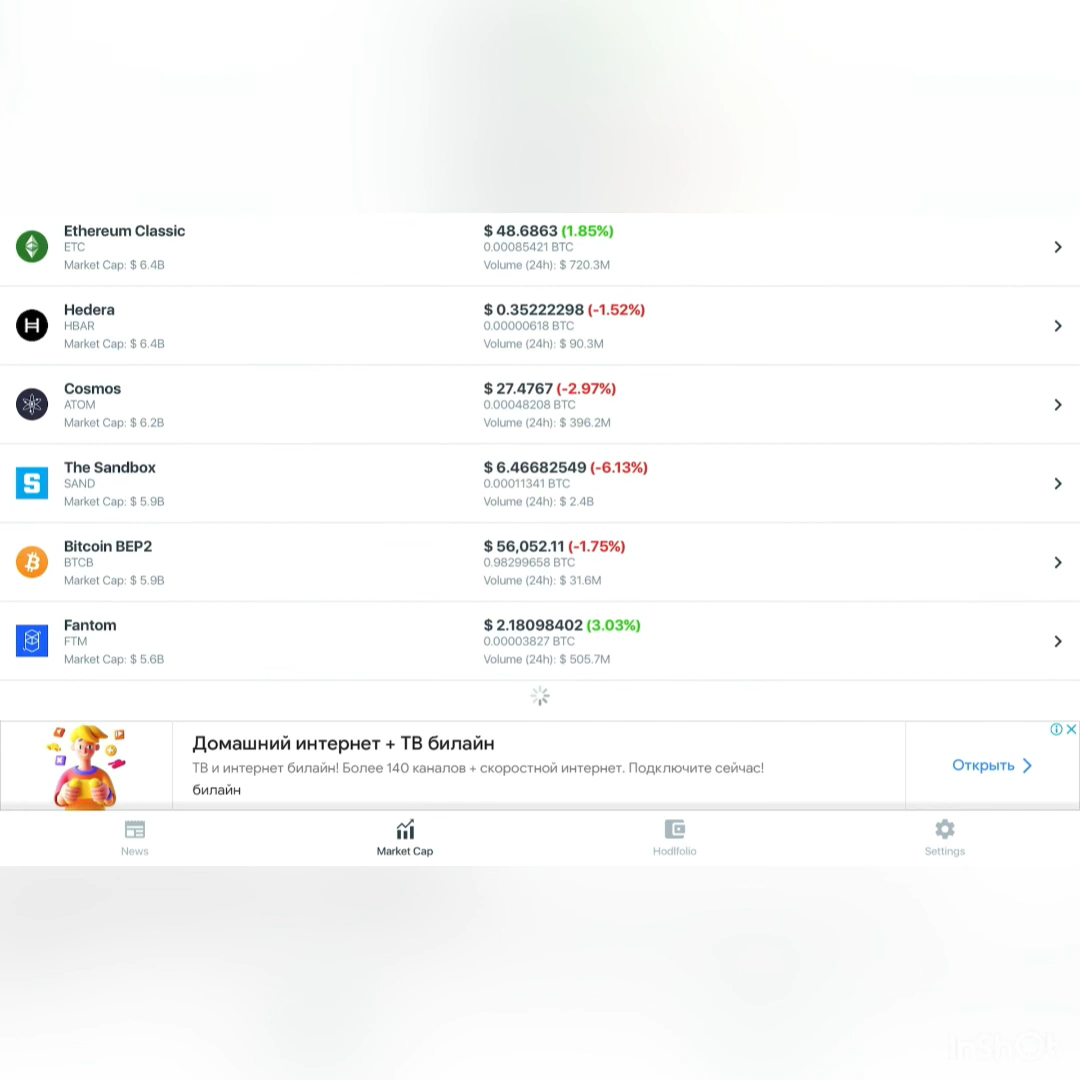 Ethereum Classic
$ 48.6863 (1.85%)
ETC
0.00085421 BTC
Market Cap: $ 6.4B
Volume (24h): $ 720.3M
Hedera
$ 0.35222298 (-1.52%)
HBAR
0.00000618 BTC
Market Cap: $ 6.4B
Volume (24h): $ 90.3M
Cosmos
$ 27.4767 (-2.97%)
ATOM
0.00048208 BTC
Market Cap: $ 6.2B
Volume (24h): $ 396.2M
The Sandbox
$ 6.46682549 (-6.13%)
SAND
0.00011341 BTC
Market Cap: $ 5.9B
Volume (24h): $ 2.4B
Bitcoin BEP2
$ 56,052.11 (-1.75%)
BTCB
0.98299658 BTC
Market Cap: $ 5.9B
Volume (24h): $ 31.6M
Fantom
$ 2.18098402 (3.03%)
FTM
0.00003827 BTC
Market Cap: $ 5.6B
Volume (24h): $ 505.7M
Домашний интернет + ТВ билайн
ТВ и интернет билайн! Более 140 каналов + скоростной интернет. Подключите сейчас!
билайн
Открыть
News
Market Cap
Hodlfolio
Settings
InShOt